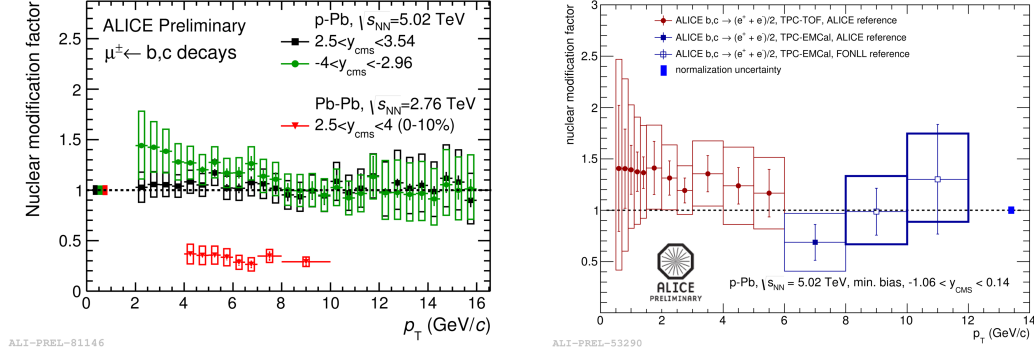 Nuclear modification factor
ALICE Preliminary
μ± ← b,c decays
p-Pb, √sNN=5.02 TeV
2.5<ycms<3.54
-4<ycms<-2.96
Pb-Pb, √sNN=2.76 TeV
2.5<ycms<4 (0-10%)
2.5
2
1.5
1
0.5
0
0 2 4 6 8 10 12 14 16
pT (GeV/c)
ALI-PREL-81146
nuclear modification factor
ALICE b,c → (e⁺ + e⁻)/2, TPC-TOF, ALICE reference
ALICE b,c → (e⁺ + e⁻)/2, TPC-EMCal, ALICE reference
ALICE b,c → (e⁺ + e⁻)/2, TPC-EMCal, FONLL reference
normalization uncertainty
3
2.5
2
1.5
1
0.5
0
ALICE
PRELIMINARY
p-Pb, √sNN = 5.02 TeV, min. bias, -1.06 < yCMS < 0.14
0 2 4 6 8 10 12 14
pT (GeV/c)
ALI-PREL-53290